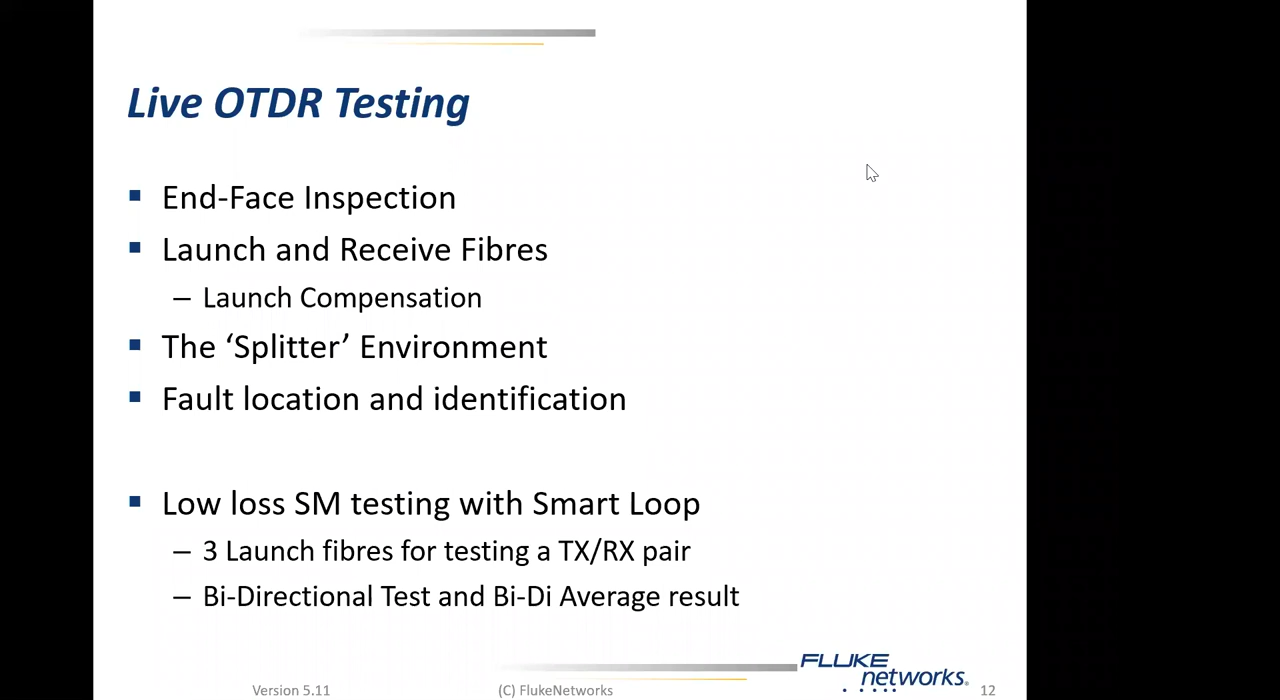 Live OTDR Testing
End-Face Inspection
Launch and Receive Fibres
– Launch Compensation
The ‘Splitter’ Environment
Fault location and identification
Low loss SM testing with Smart Loop
– 3 Launch fibres for testing a TX/RX pair
– Bi-Directional Test and Bi-Di Average result
FLUKE
networks.
Version 5.11
(C) FlukeNetworks
12